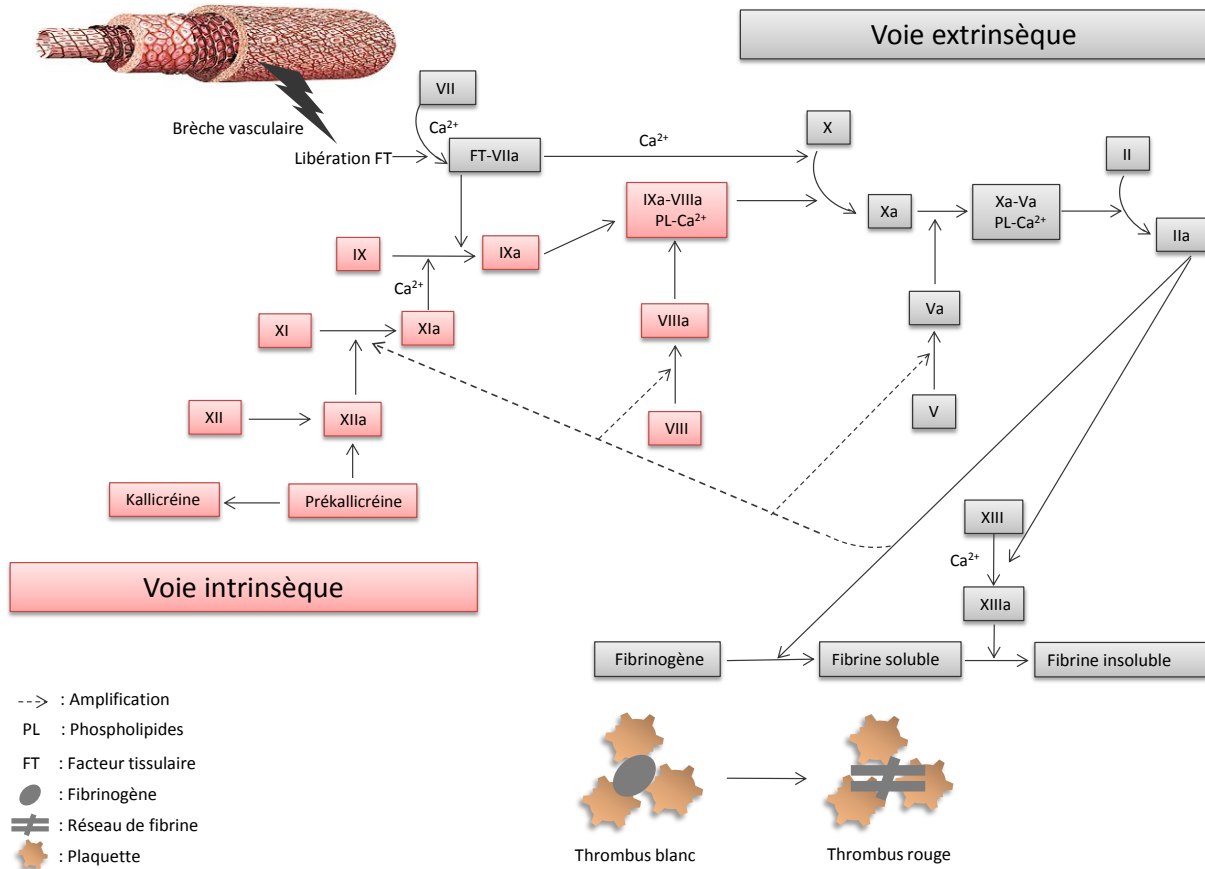 Voie extrinsèque
VII
Brèche vasculaire
Ca²⁺
Libération FT
FT-VIIa
Ca²⁺
X
II
IXa-VIIIa
PL-Ca²⁺
Xa
Xa-Va
PL-Ca²⁺
IIa
IX
IXa
Ca²⁺
XI
XIa
VIIIa
Va
XII
XIIa
VIII
V
Kallicréine
Prékallicréine
XIII
Ca²⁺
XIIIa
Voie intrinsèque
Fibrinogène
Fibrine soluble
Fibrine insoluble
: Amplification
PL : Phospholipides
FT : Facteur tissulaire
: Fibrinogène
: Réseau de fibrine
: Plaquette
Thrombus blanc
Thrombus rouge